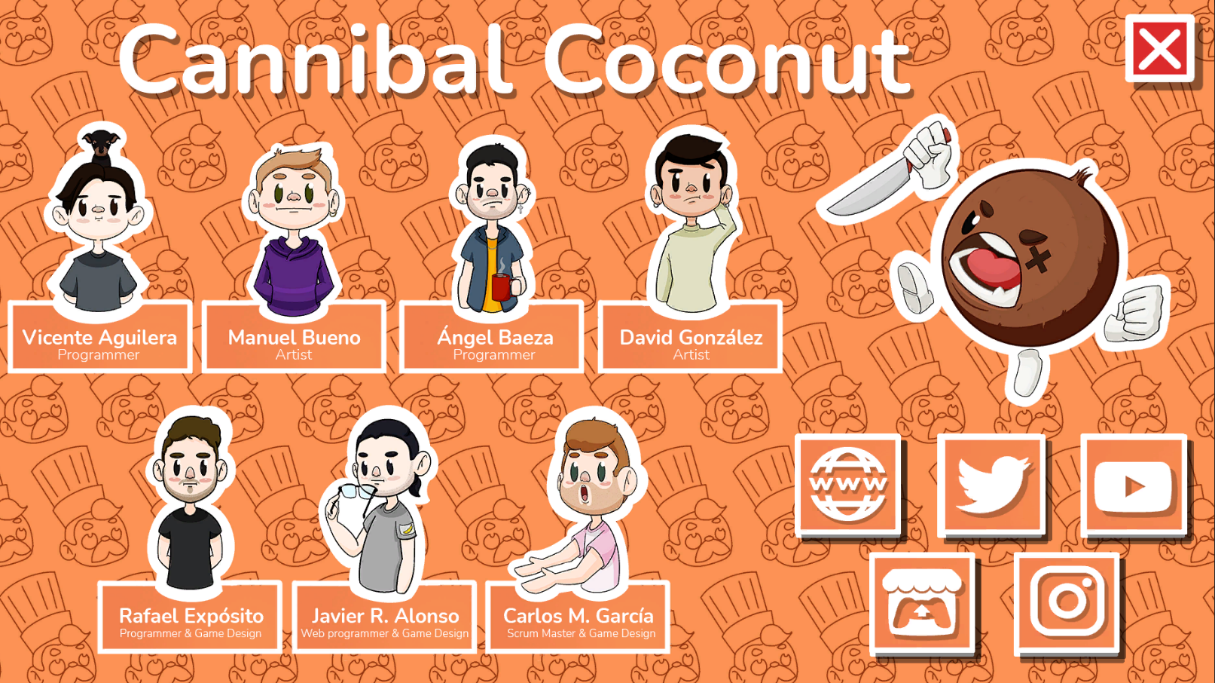 Cannibal Coconut
Vicente Aguilera
Programmer
Manuel Bueno
Artist
Ángel Baeza
Programmer
David González
Artist
Rafael Expósito
Programmer & Game Design
Javier R. Alonso
Web programmer & Game Design
Carlos M. García
Scrum Master & Game Design
WWW